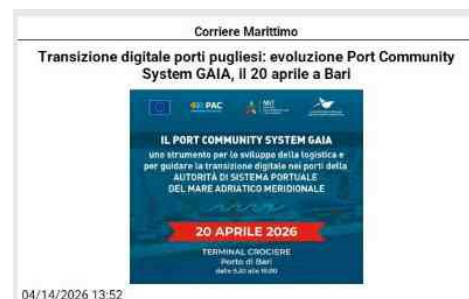 Corriere Marittimo
Transizione digitale porti pugliesi: evoluzione Port Community
System GAIA, il 20 aprile a Bari
PAC
IL PORT COMMUNITY SYSTEM GAIA
uno strumento per lo sviluppo della logistica e
per guidare la transizione digitale nei porti della
AUTORITÀ DI SISTEMA PORTUALE
DEL MARE ADRIATICO MERIDIONALE
20 APRILE 2026
TERMINAL CROCIERE
Porto di Bari
04/14/2026 13:52